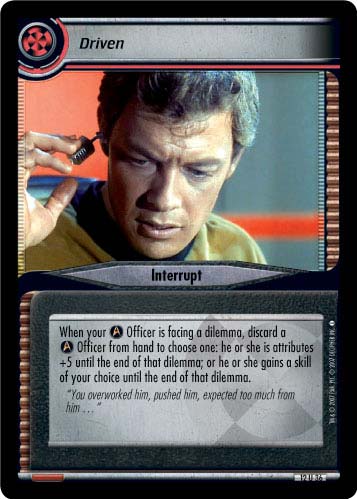 Driven
Interrupt
When your Officer is facing a dilemma, discard a
Officer from hand to choose one: he or she is attributes
+5 until the end of that dilemma; or he or she gains a skill
of your choice until the end of that dilemma.
"You overworked him, pushed him, expected too much from
him …"
12 U 36